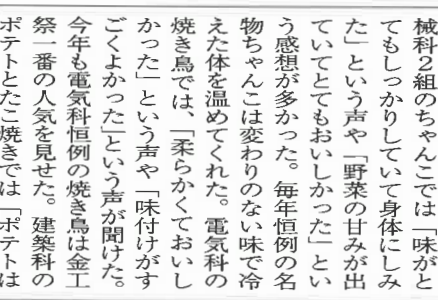 械科２組のちゃんこでは「味がと
てもしっかりしていて身体にしみ
た」という声や「野菜の甘みが出
ていてとてもおいしかった」とい
う感想が多かった。毎年恒例の名
物ちゃんこは変わりのない味で冷
えた体を温めてくれた。電気科の
焼き鳥では、「柔らかくておいし
かった」という声や「味付けがす
ごくよかった」という声が聞けた。
今年も電気科恒例の焼き鳥は金工
祭一番の人気を見せた。建築科の
ポテトとたこ焼きでは「ポテトは